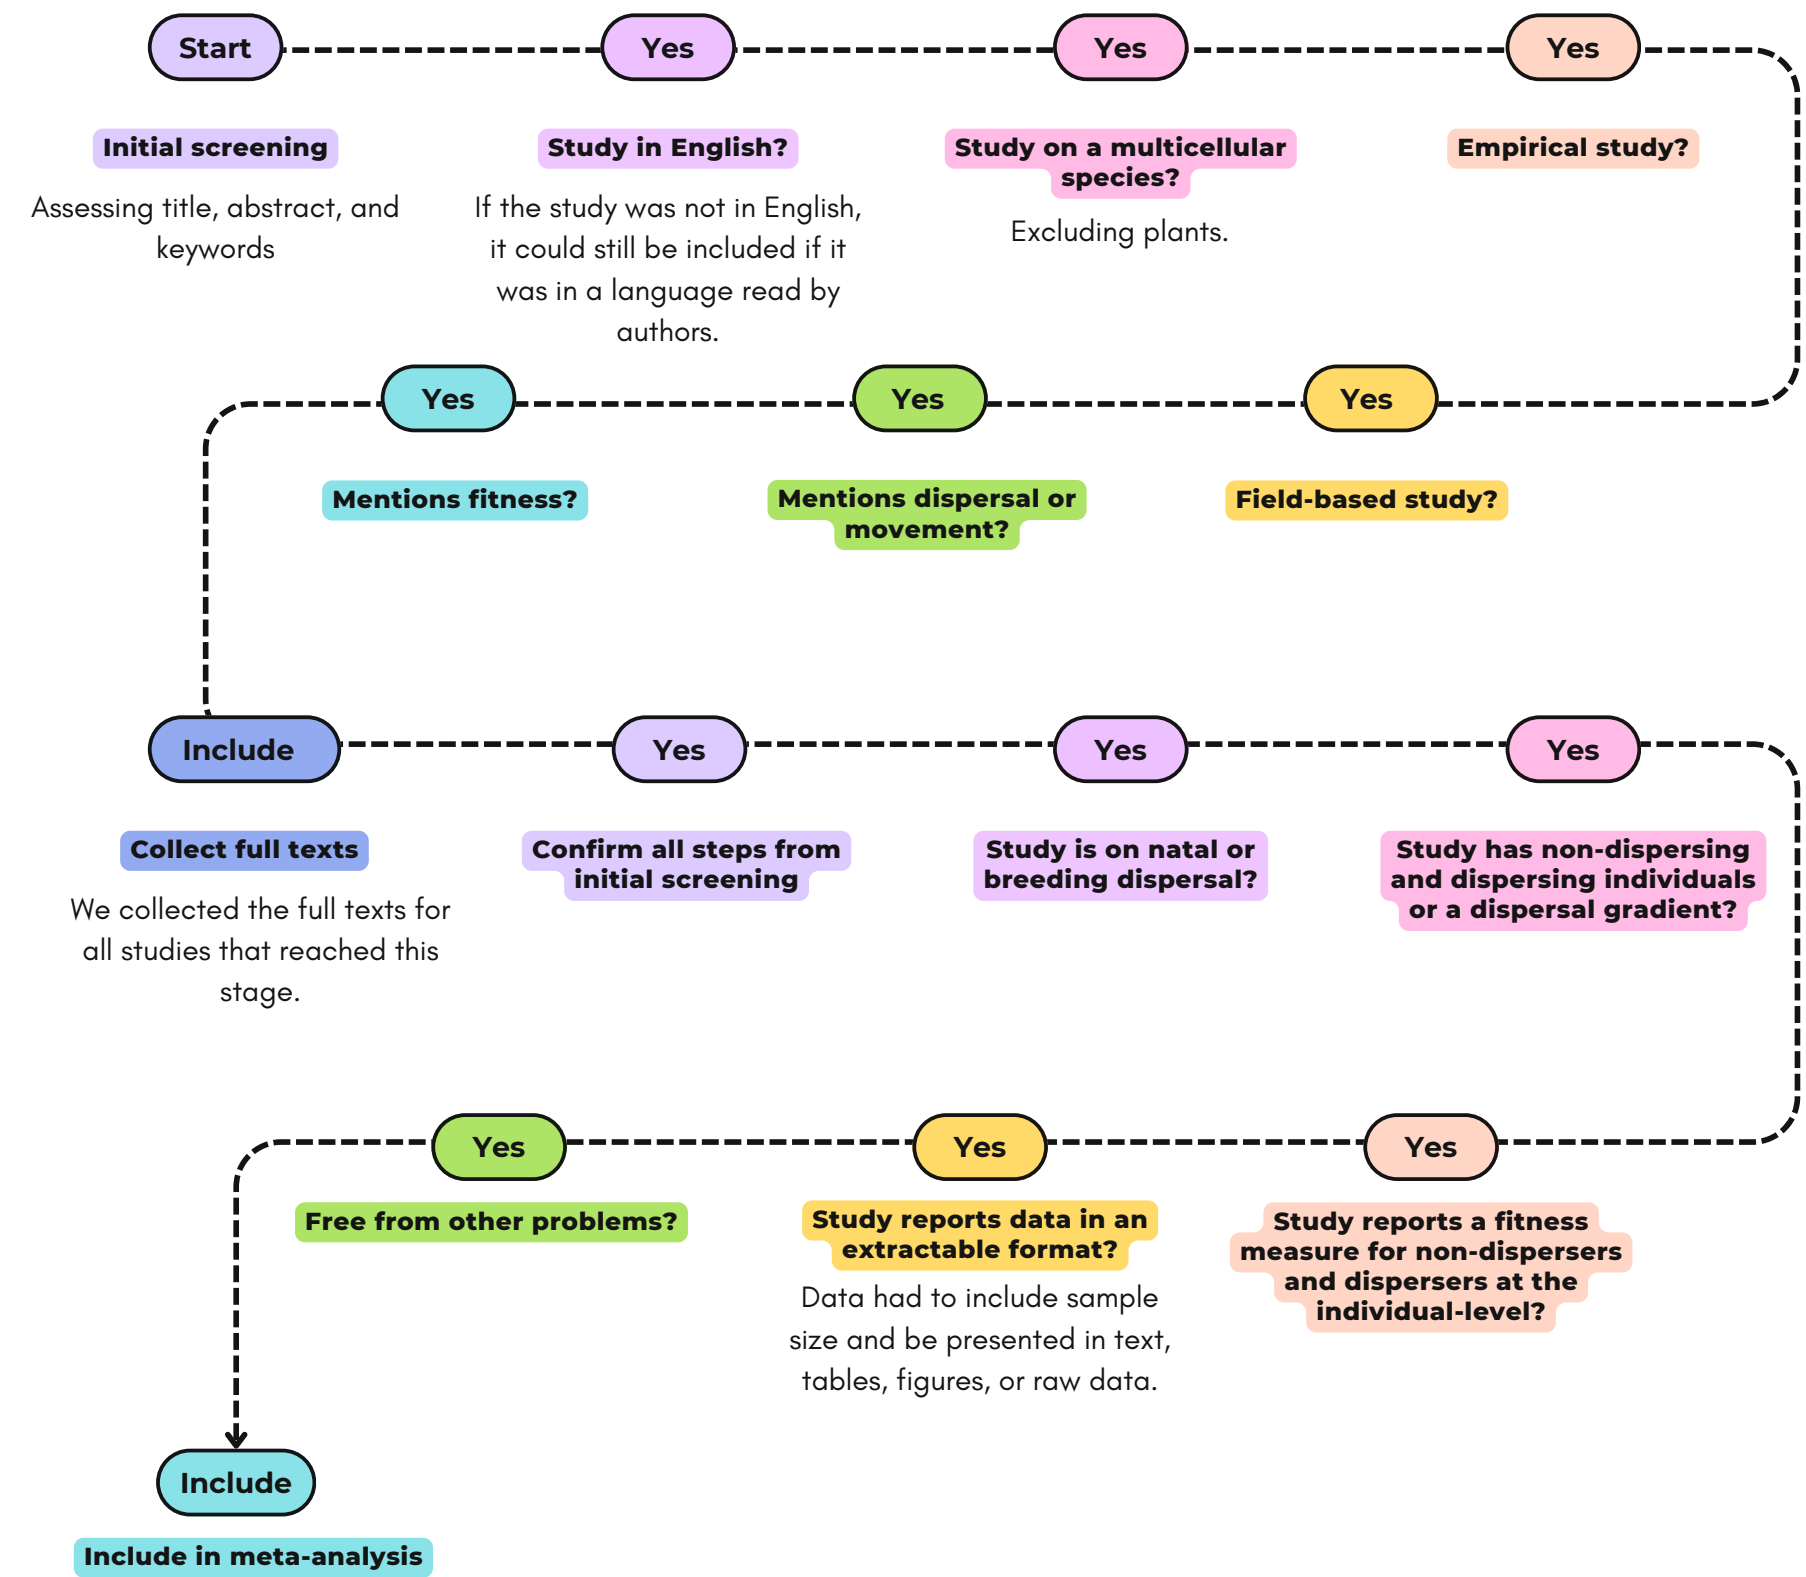 Start
Yes
Yes
Yes
Initial screening
Assessing title, abstract, and
keywords
Study in English?
If the study was not in English,
it could still be included if it
was in a language read by
authors.
Study on a multicellular
species?
Excluding plants.
Empirical study?
Yes
Yes
Yes
Mentions fitness?
Mentions dispersal or
movement?
Field-based study?
Include
Yes
Yes
Yes
Collect full texts
We collected the full texts for
all studies that reached this
stage.
Confirm all steps from
initial screening
Study is on natal or
breeding dispersal?
Study has non-dispersing
and dispersing individuals
or a dispersal gradient?
Yes
Yes
Yes
Free from other problems?
Study reports data in an
extractable format?
Data had to include sample
size and be presented in text,
tables, figures, or raw data.
Study reports a fitness
measure for non-dispersers
and dispersers at the
individual-level?
Include
Include in meta-analysis